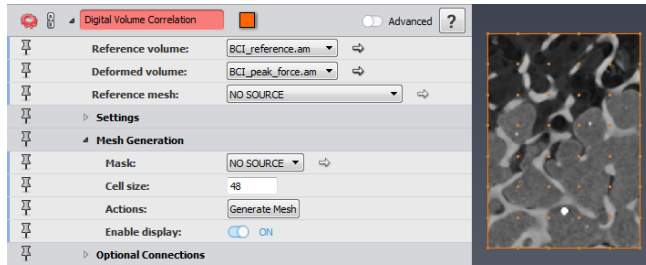 Digital Volume Correlation Advanced ?
Reference volume: BCI_reference.am
Deformed volume: BCI_peak_force.am
Reference mesh: NO SOURCE
Settings
Mesh Generation
Mask: NO SOURCE
Cell size: 48
Actions: Generate Mesh
Enable display: ON
Optional Connections